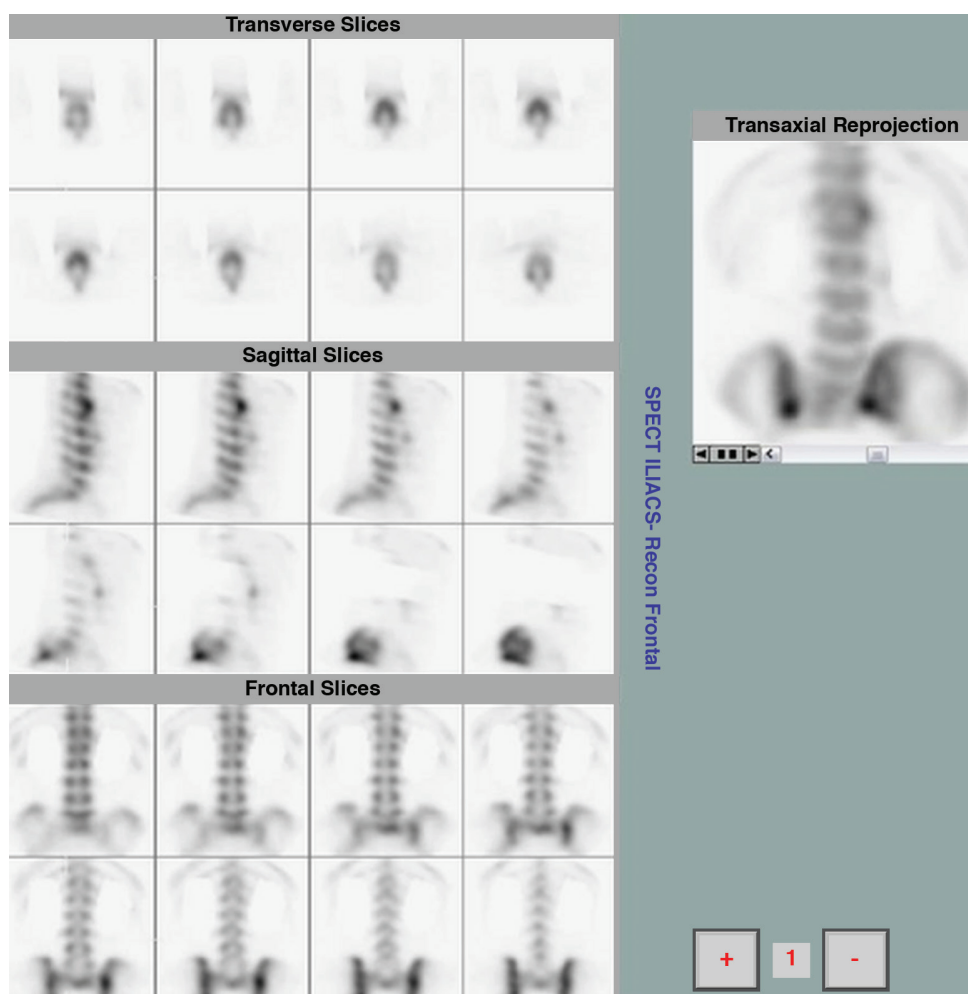 Transverse Slices
Transaxial Reprojection
Sagittal Slices
SPECT ILIACS- Recon Frontal
Frontal Slices
+ 1 -